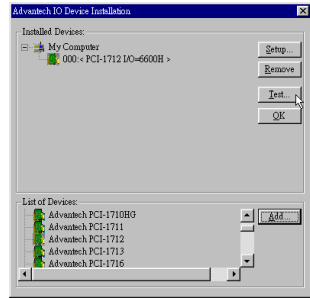 Advantech IO Device Installation
Installed Devices:
My Computer
000:< PCI-1712 I/O=6600H >
Setup...
Remove
Test...
OK
List of Devices:
Advantech PCI-1710HG
Advantech PCI-1711
Advantech PCI-1712
Advantech PCI-1713
Advantech PCI-1716
Add...